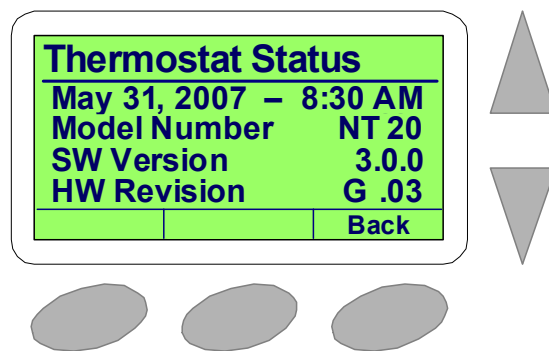 Thermostat Status
May 31, 2007 – 8:30 AM
Model Number NT 20
SW Version 3.0.0
HW Revision G .03
Back